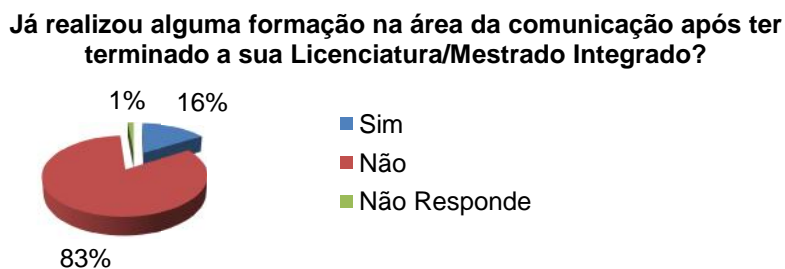 Já realizou alguma formação na área da comunicação após ter
terminado a sua Licenciatura/Mestrado Integrado?
1% 16%
Sim
Não
Não Responde
83%